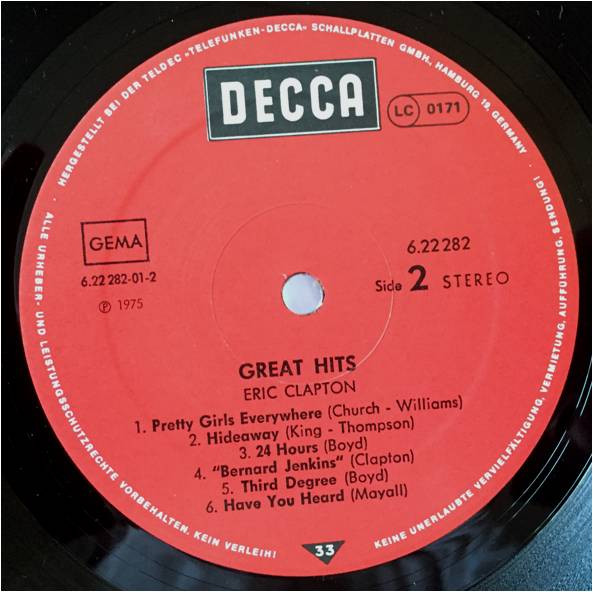 HERGESTELLT BEI DER TELDEC »TELEFUNKEN-DECCA« SCHALLPLATTEN GMBH, HAMBURG 19, GERMANY ·
DECCA
LC 0171
GEMA
6.22 282
6.22 282-01-2
Side 2 STEREO
℗ 1975
GREAT HITS
ERIC CLAPTON
1. Pretty Girls Everywhere (Church - Williams)
2. Hideaway (King - Thompson)
3. 24 Hours (Boyd)
4. "Bernard Jenkins" (Clapton)
5. Third Degree (Boyd)
6. Have You Heard (Mayall)
33
· ALLE URHEBER- UND LEISTUNGSSCHUTZRECHTE VORBEHALTEN. KEIN VERLEIH!
KEINE UNERLAUBTE VERVIELFÄLTIGUNG, VERMIETUNG, AUFFÜHRUNG, SENDUNG!